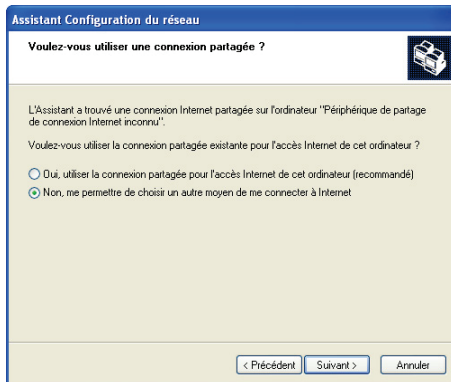 Assistant Configuration du réseau
Voulez-vous utiliser une connexion partagée ?
L'Assistant a trouvé une connexion Internet partagée sur l'ordinateur "Périphérique de partage
de connexion Internet inconnu".
Voulez-vous utiliser la connexion partagée existante pour l'accès Internet de cet ordinateur ?
Oui, utiliser la connexion partagée pour l'accès Internet de cet ordinateur (recommandé)
Non, me permettre de choisir un autre moyen de me connecter à Internet
< Précédent Suivant > Annuler